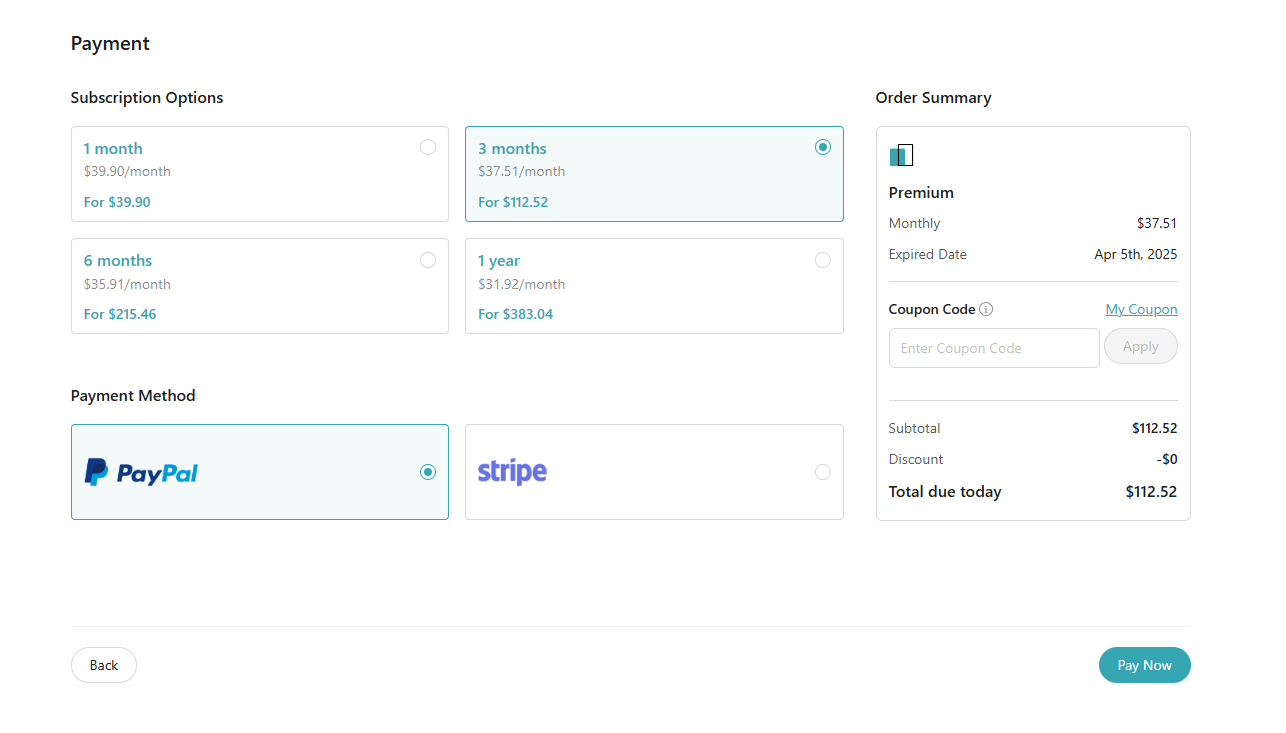 Payment
Subscription Options
1 month
$39.90/month
For $39.90
3 months
$37.51/month
For $112.52
6 months
$35.91/month
For $215.46
1 year
$31.92/month
For $383.04
Payment Method
PayPal
stripe
Order Summary
Premium
Monthly $37.51
Expired Date Apr 5th, 2025
Coupon Code My Coupon
Enter Coupon Code Apply
Subtotal $112.52
Discount -$0
Total due today $112.52
Back Pay Now